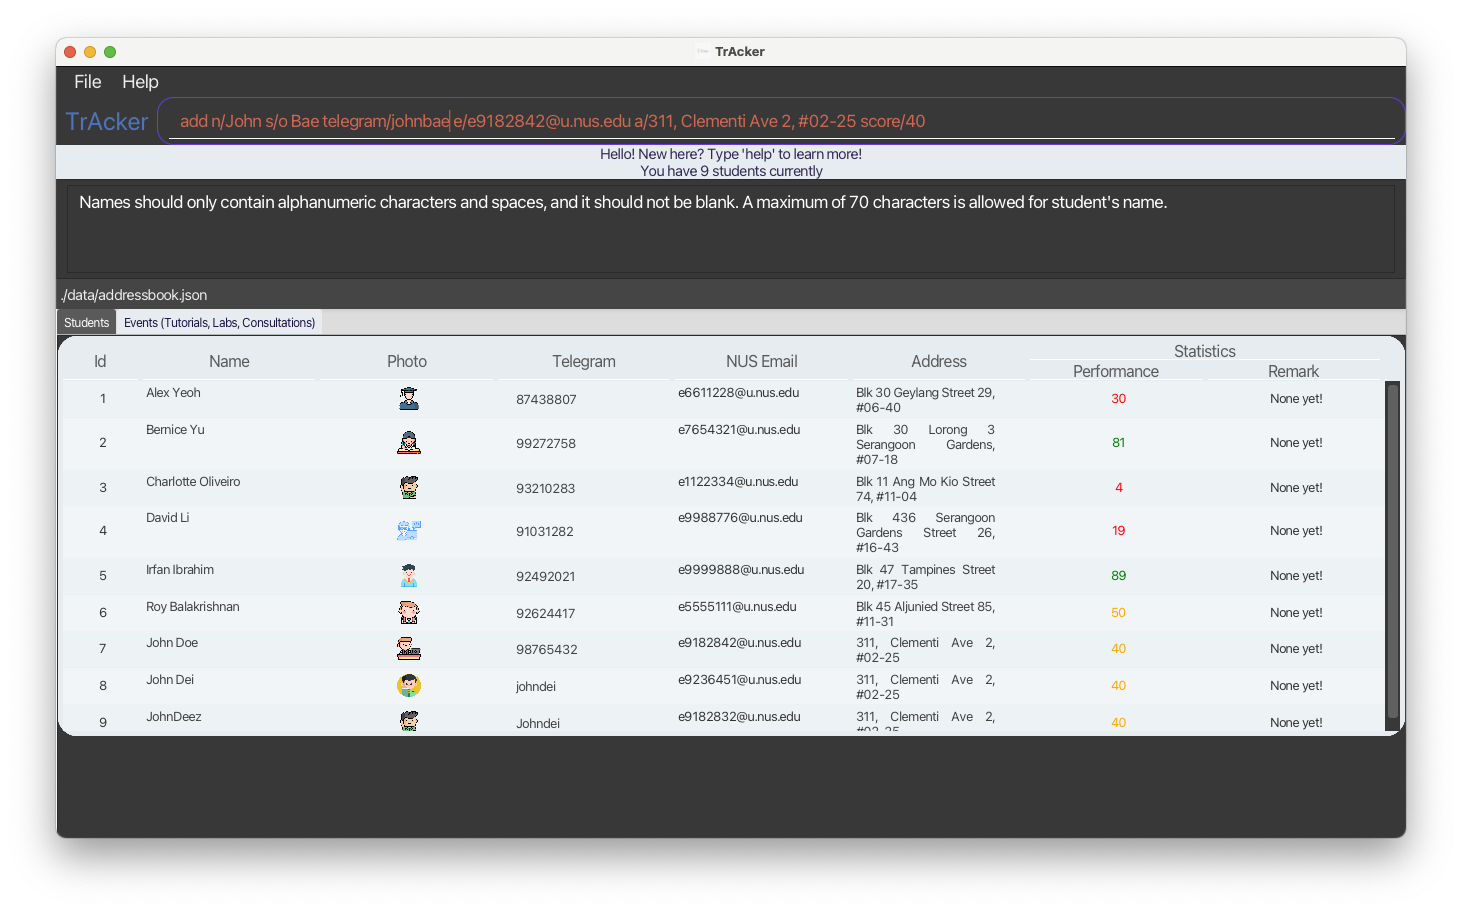 TrAcker
File Help
TrAcker add n/John s/o Bae telegram/johnbae e/e9182842@u.nus.edu a/311, Clementi Ave 2, #02-25 score/40
Hello! New here? Type 'help' to learn more!
You have 9 students currently
Names should only contain alphanumeric characters and spaces, and it should not be blank. A maximum of 70 characters is allowed for student's name.
./data/addressbook.json
Students Events (Tutorials, Labs, Consultations)
Statistics
Id Name Photo Telegram NUS Email Address
Performance Remark
1 Alex Yeoh 87438807 e6611228@u.nus.edu Blk 30 Geylang Street 29,
#06-40 30 None yet!
2 Bernice Yu 99272758 e7654321@u.nus.edu Blk 30 Lorong 3
Serangoon Gardens,
#07-18 81 None yet!
3 Charlotte Oliveiro 93210283 e1122334@u.nus.edu Blk 11 Ang Mo Kio Street
74, #11-04 4 None yet!
4 David Li 91031282 e9988776@u.nus.edu Blk 436 Serangoon
Gardens Street 26,
#16-43 19 None yet!
5 Irfan Ibrahim 92492021 e9999888@u.nus.edu Blk 47 Tampines Street
20, #17-35 89 None yet!
6 Roy Balakrishnan 92624417 e5555111@u.nus.edu Blk 45 Aljunied Street 85,
#11-31 50 None yet!
7 John Doe 98765432 e9182842@u.nus.edu 311, Clementi Ave 2,
#02-25 40 None yet!
8 John Dei johndei e9236451@u.nus.edu 311, Clementi Ave 2,
#02-25 40 None yet!
9 JohnDeez Johndei e9182832@u.nus.edu 311, Clementi Ave 2,
#02-25 40 None yet!